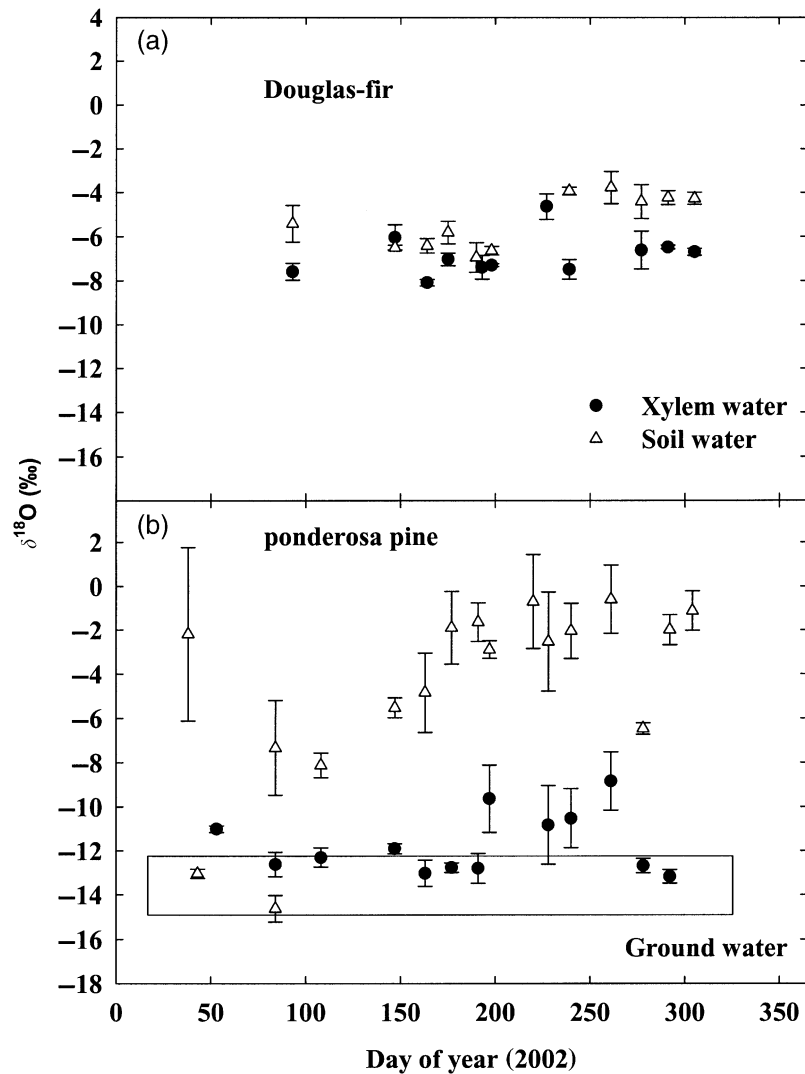 (a)
Douglas-fir
4
2
0
−2
−4
−6
−8
−10
−12
−14
−16
Xylem water
Soil water
δ¹⁸O (‰)
(b)
ponderosa pine
2
0
−2
−4
−6
−8
−10
−12
−14
−16
−18
Ground water
0 50 100 150 200 250 300 350
Day of year (2002)